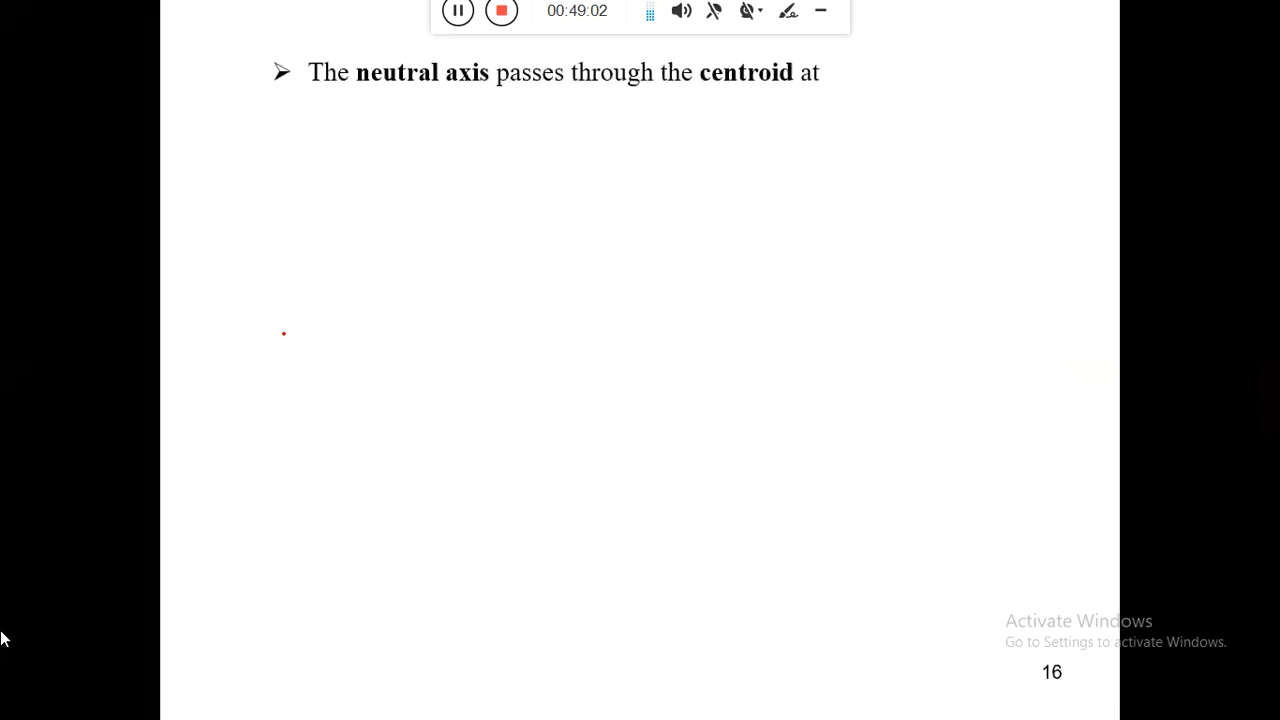 00:49:02
➢ The neutral axis passes through the centroid at
Activate Windows
Go to Settings to activate Windows.
16